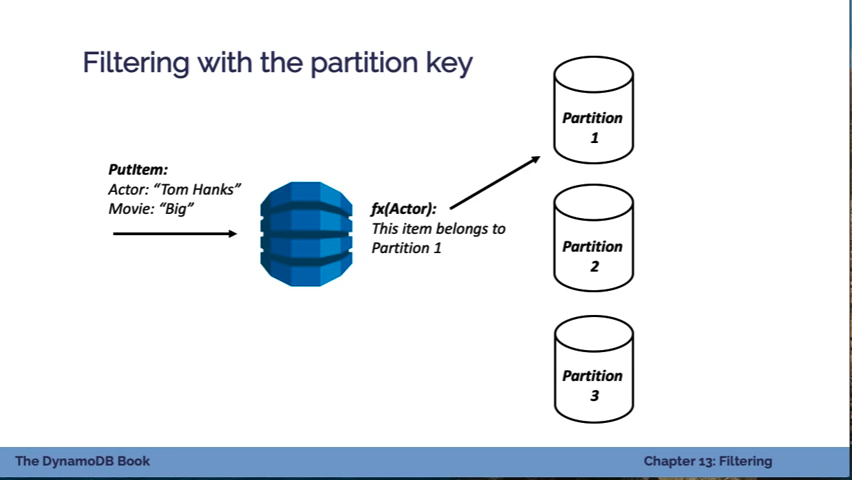 Filtering with the partition key
PutItem:
Actor: “Tom Hanks”
Movie: “Big”
fx(Actor):
This item belongs to
Partition 1
Partition
1
Partition
2
Partition
3
The DynamoDB Book
Chapter 13: Filtering